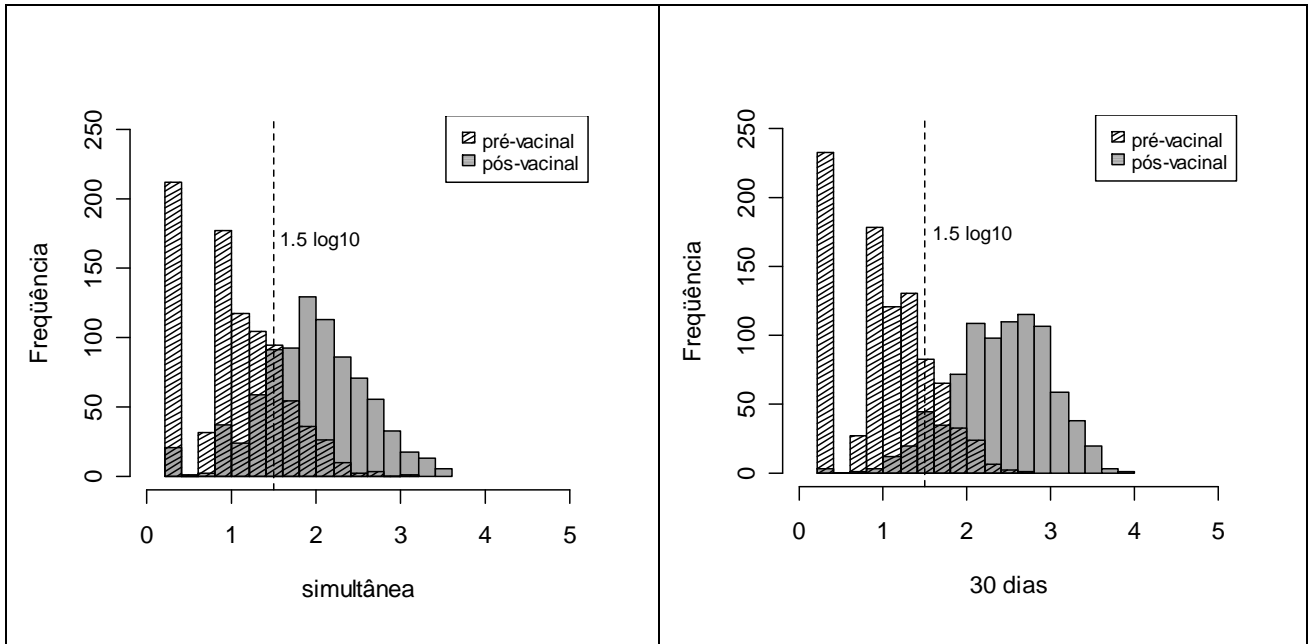 pré-vacinal
pós-vacinal
1.5 log10
Freqüência
0 50 100 150 200 250
0 1 2 3 4 5
simultânea
pré-vacinal
pós-vacinal
1.5 log10
Freqüência
0 50 100 150 200 250
0 1 2 3 4 5
30 dias